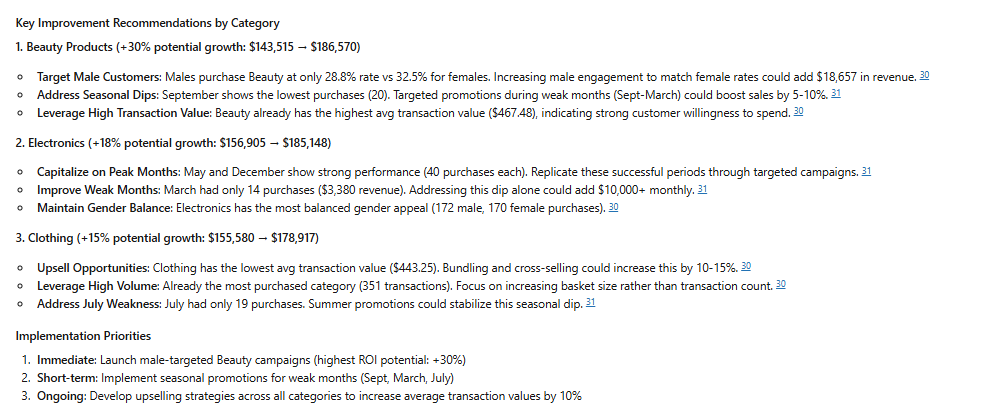 Key Improvement Recommendations by Category
1. Beauty Products (+30% potential growth: $143,515 → $186,570)
○ Target Male Customers: Males purchase Beauty at only 28.8% rate vs 32.5% for females. Increasing male engagement to match female rates could add $18,657 in revenue. 30
○ Address Seasonal Dips: September shows the lowest purchases (20). Targeted promotions during weak months (Sept-March) could boost sales by 5-10%. 31
○ Leverage High Transaction Value: Beauty already has the highest avg transaction value ($467.48), indicating strong customer willingness to spend. 30
2. Electronics (+18% potential growth: $156,905 → $185,148)
○ Capitalize on Peak Months: May and December show strong performance (40 purchases each). Replicate these successful periods through targeted campaigns. 31
○ Improve Weak Months: March had only 14 purchases ($3,380 revenue). Addressing this dip alone could add $10,000+ monthly. 31
○ Maintain Gender Balance: Electronics has the most balanced gender appeal (172 male, 170 female purchases). 30
3. Clothing (+15% potential growth: $155,580 → $178,917)
○ Upsell Opportunities: Clothing has the lowest avg transaction value ($443.25). Bundling and cross-selling could increase this by 10-15%. 30
○ Leverage High Volume: Already the most purchased category (351 transactions). Focus on increasing basket size rather than transaction count. 30
○ Address July Weakness: July had only 19 purchases. Summer promotions could stabilize this seasonal dip. 31
Implementation Priorities
1. Immediate: Launch male-targeted Beauty campaigns (highest ROI potential: +30%)
2. Short-term: Implement seasonal promotions for weak months (Sept, March, July)
3. Ongoing: Develop upselling strategies across all categories to increase average transaction values by 10%